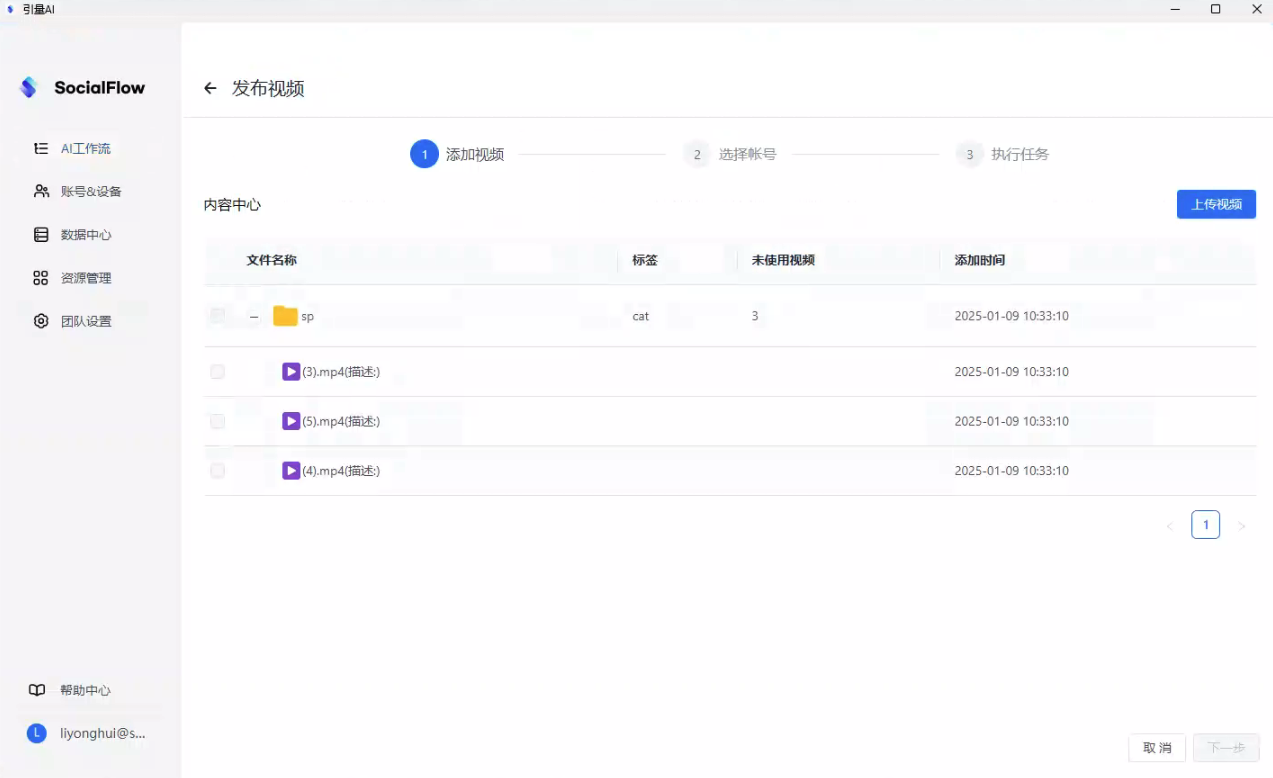 引量AI
SocialFlow
AI工作流
账号&设备
数据中心
资源管理
团队设置
帮助中心
L liyonghui@s...
发布视频
1 添加视频 2 选择帐号 3 执行任务
内容中心 上传视频
文件名称 标签 未使用视频 添加时间
sp cat 3 2025-01-09 10:33:10
(3).mp4(描述:) 2025-01-09 10:33:10
(5).mp4(描述:) 2025-01-09 10:33:10
(4).mp4(描述:) 2025-01-09 10:33:10
< 1 >
取 消 下一步